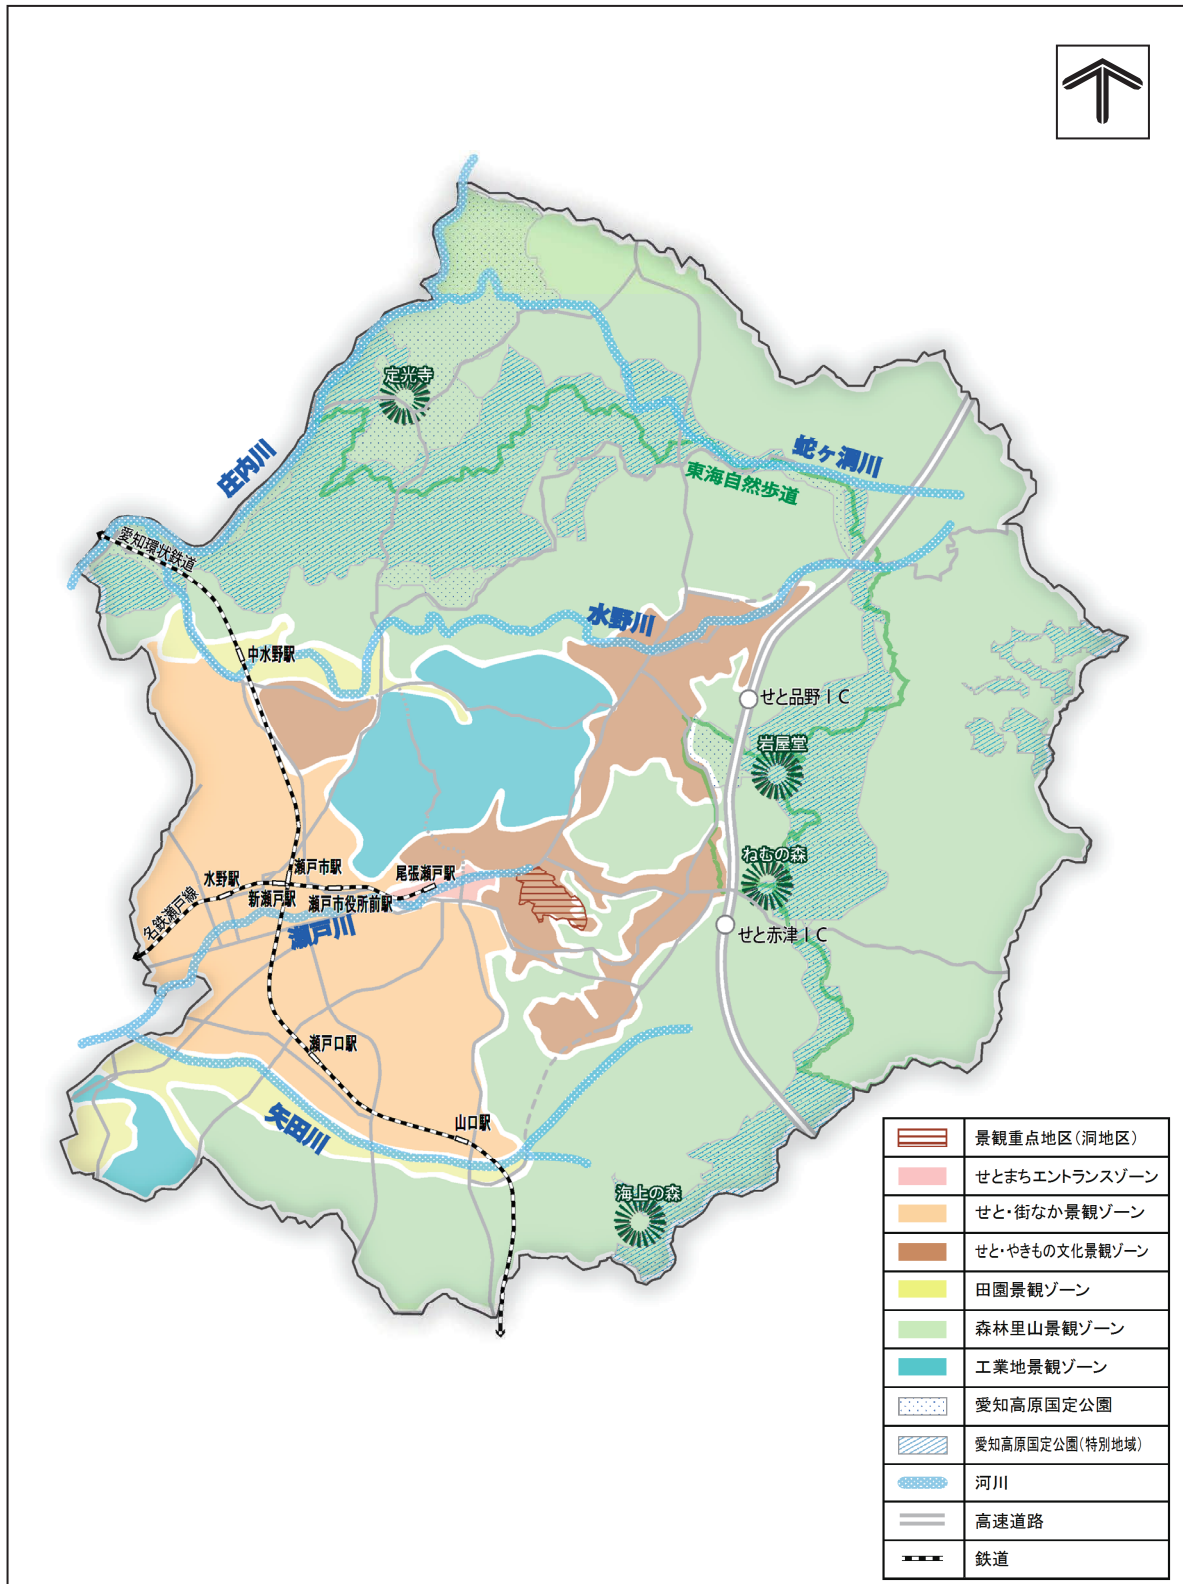 定光寺
庄内川
蛇ヶ洞川
東海自然歩道
愛知環状鉄道
水野川
中水野駅
せと品野IC
岩屋堂
ねむの森
瀬戸市駅
尾張瀬戸駅
水野駅
新瀬戸駅
瀬戸市役所前駅
名鉄瀬戸線
瀬戸川
せと赤津IC
瀬戸口駅
矢田川
山口駅
海上の森
景観重点地区(洞地区)
せとまちエントランスゾーン
せと・街なか景観ゾーン
せと・やきもの文化景観ゾーン
田園景観ゾーン
森林里山景観ゾーン
工業地景観ゾーン
愛知高原国定公園
愛知高原国定公園(特別地域)
河川
高速道路
鉄道